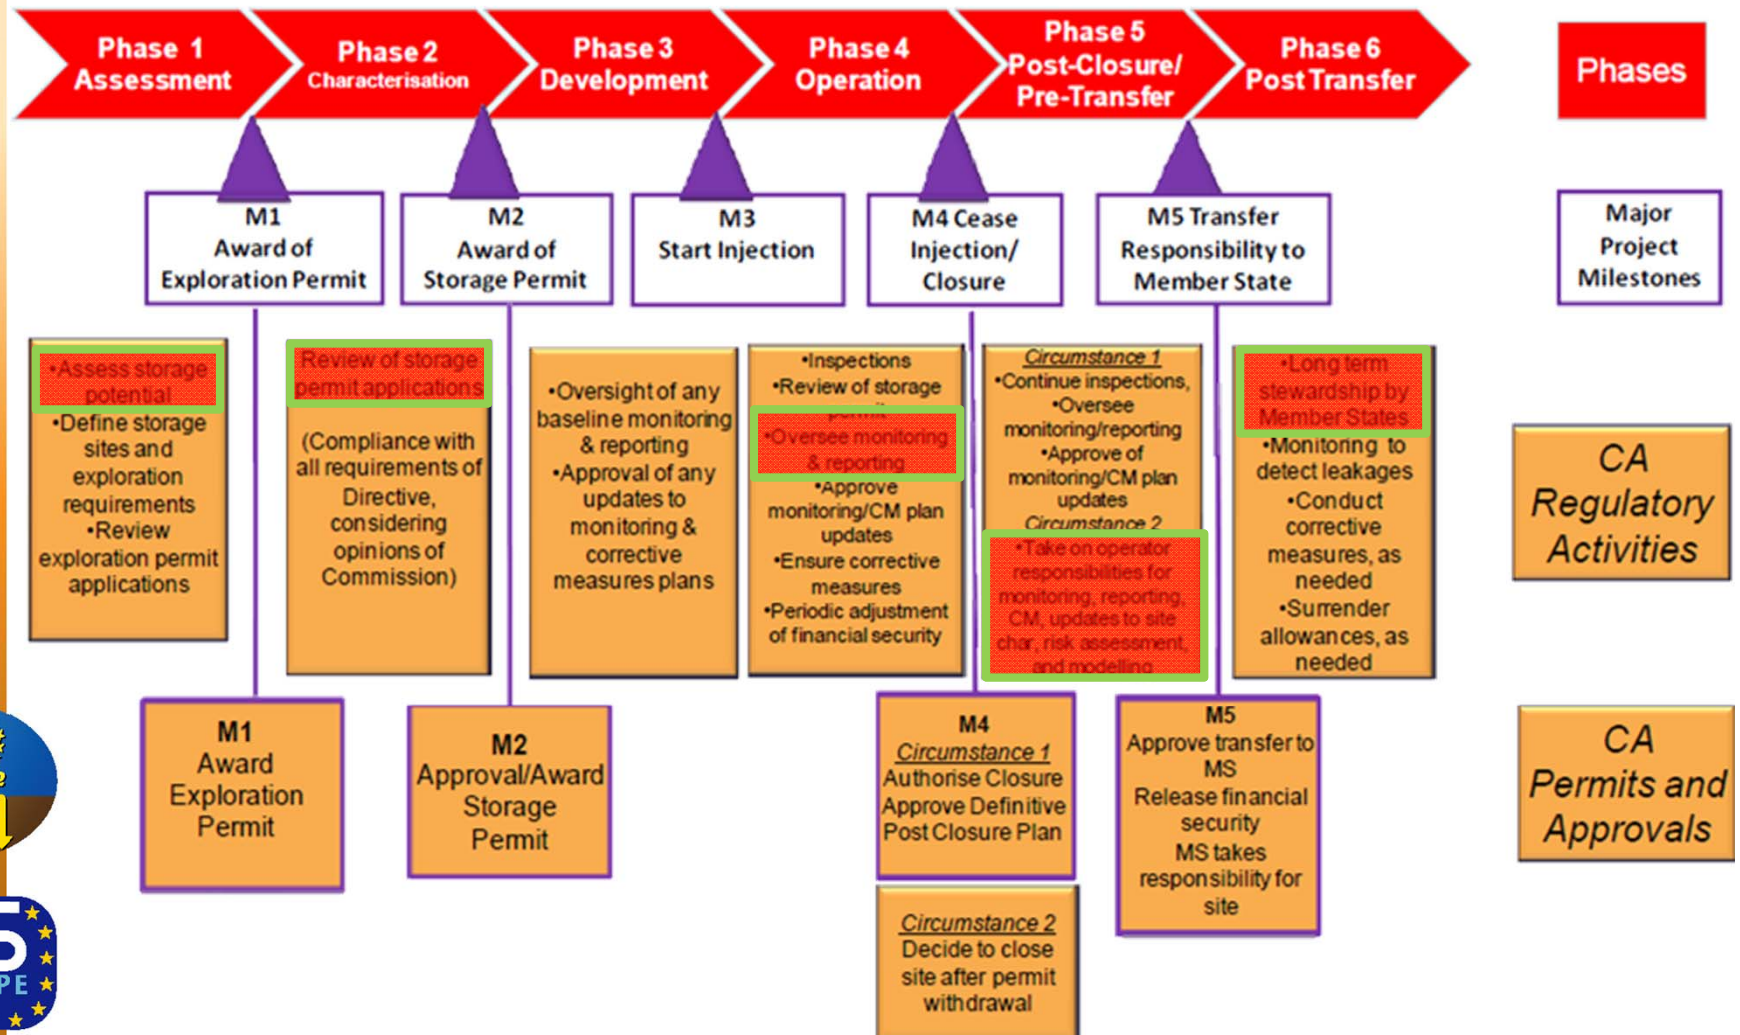 Phase 1
Assessment
Phase 2
Characterisation
Phase 3
Development
Phase 4
Operation
Phase 5
Post-Closure/
Pre-Transfer
Phase 6
Post Transfer
Phases
M1
Award of
Exploration Permit
M2
Award of
Storage Permit
M3
Start Injection
M4 Cease
Injection/
Closure
M5 Transfer
Responsibility to
Member State
Major
Project
Milestones
•Assess storage
potential
•Define storage
sites and
exploration
requirements
•Review
exploration permit
applications
Review of storage
permit applications
(Compliance with
all requirements of
Directive,
considering
opinions of
Commission)
•Oversight of any
baseline monitoring
& reporting
•Approval of any
updates to
monitoring &
corrective
measures plans
•Inspections
•Review of storage
permit
•Oversee monitoring
& reporting
•Approve
monitoring/CM plan
updates
•Ensure corrective
measures
•Periodic adjustment
of financial security
Circumstance 1
•Continue inspections,
•Oversee
monitoring/reporting
•Approve of
monitoring/CM plan
updates
Circumstance 2
•Take on operator
responsibilities for
monitoring, reporting,
CM, updates to site
char, risk assessment,
and modelling
•Long term
stewardship by
Member States
•Monitoring to
detect leakages
•Conduct
corrective
measures, as
needed
•Surrender
allowances, as
needed
CA
Regulatory
Activities
M1
Award
Exploration
Permit
M2
Approval/Award
Storage
Permit
M4
Circumstance 1
Authorise Closure
Approve Definitive
Post Closure Plan
Circumstance 2
Decide to close
site after permit
withdrawal
M5
Approve transfer to
MS
Release financial
security
MS takes
responsibility for
site
CA
Permits and
Approvals